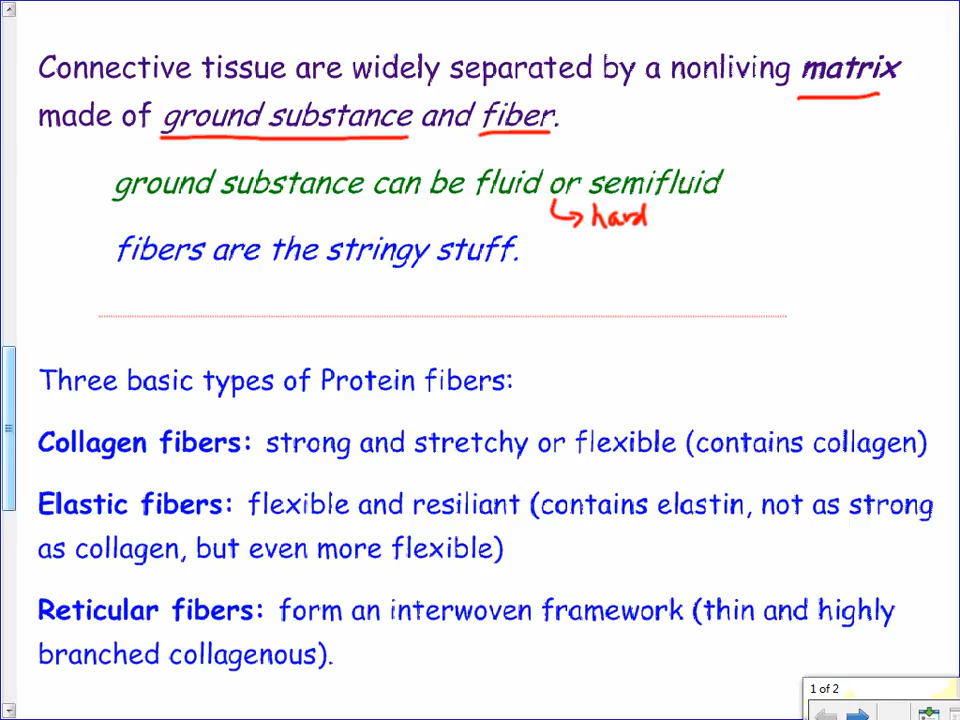 Connective tissue are widely separated by a nonliving matrix
made of ground substance and fiber.
ground substance can be fluid or semifluid
hard
fibers are the stringy stuff.
Three basic types of Protein fibers:
Collagen fibers: strong and stretchy or flexible (contains collagen)
Elastic fibers: flexible and resiliant (contains elastin, not as strong
as collagen, but even more flexible)
Reticular fibers: form an interwoven framework (thin and highly
branched collagenous).
1 of 2